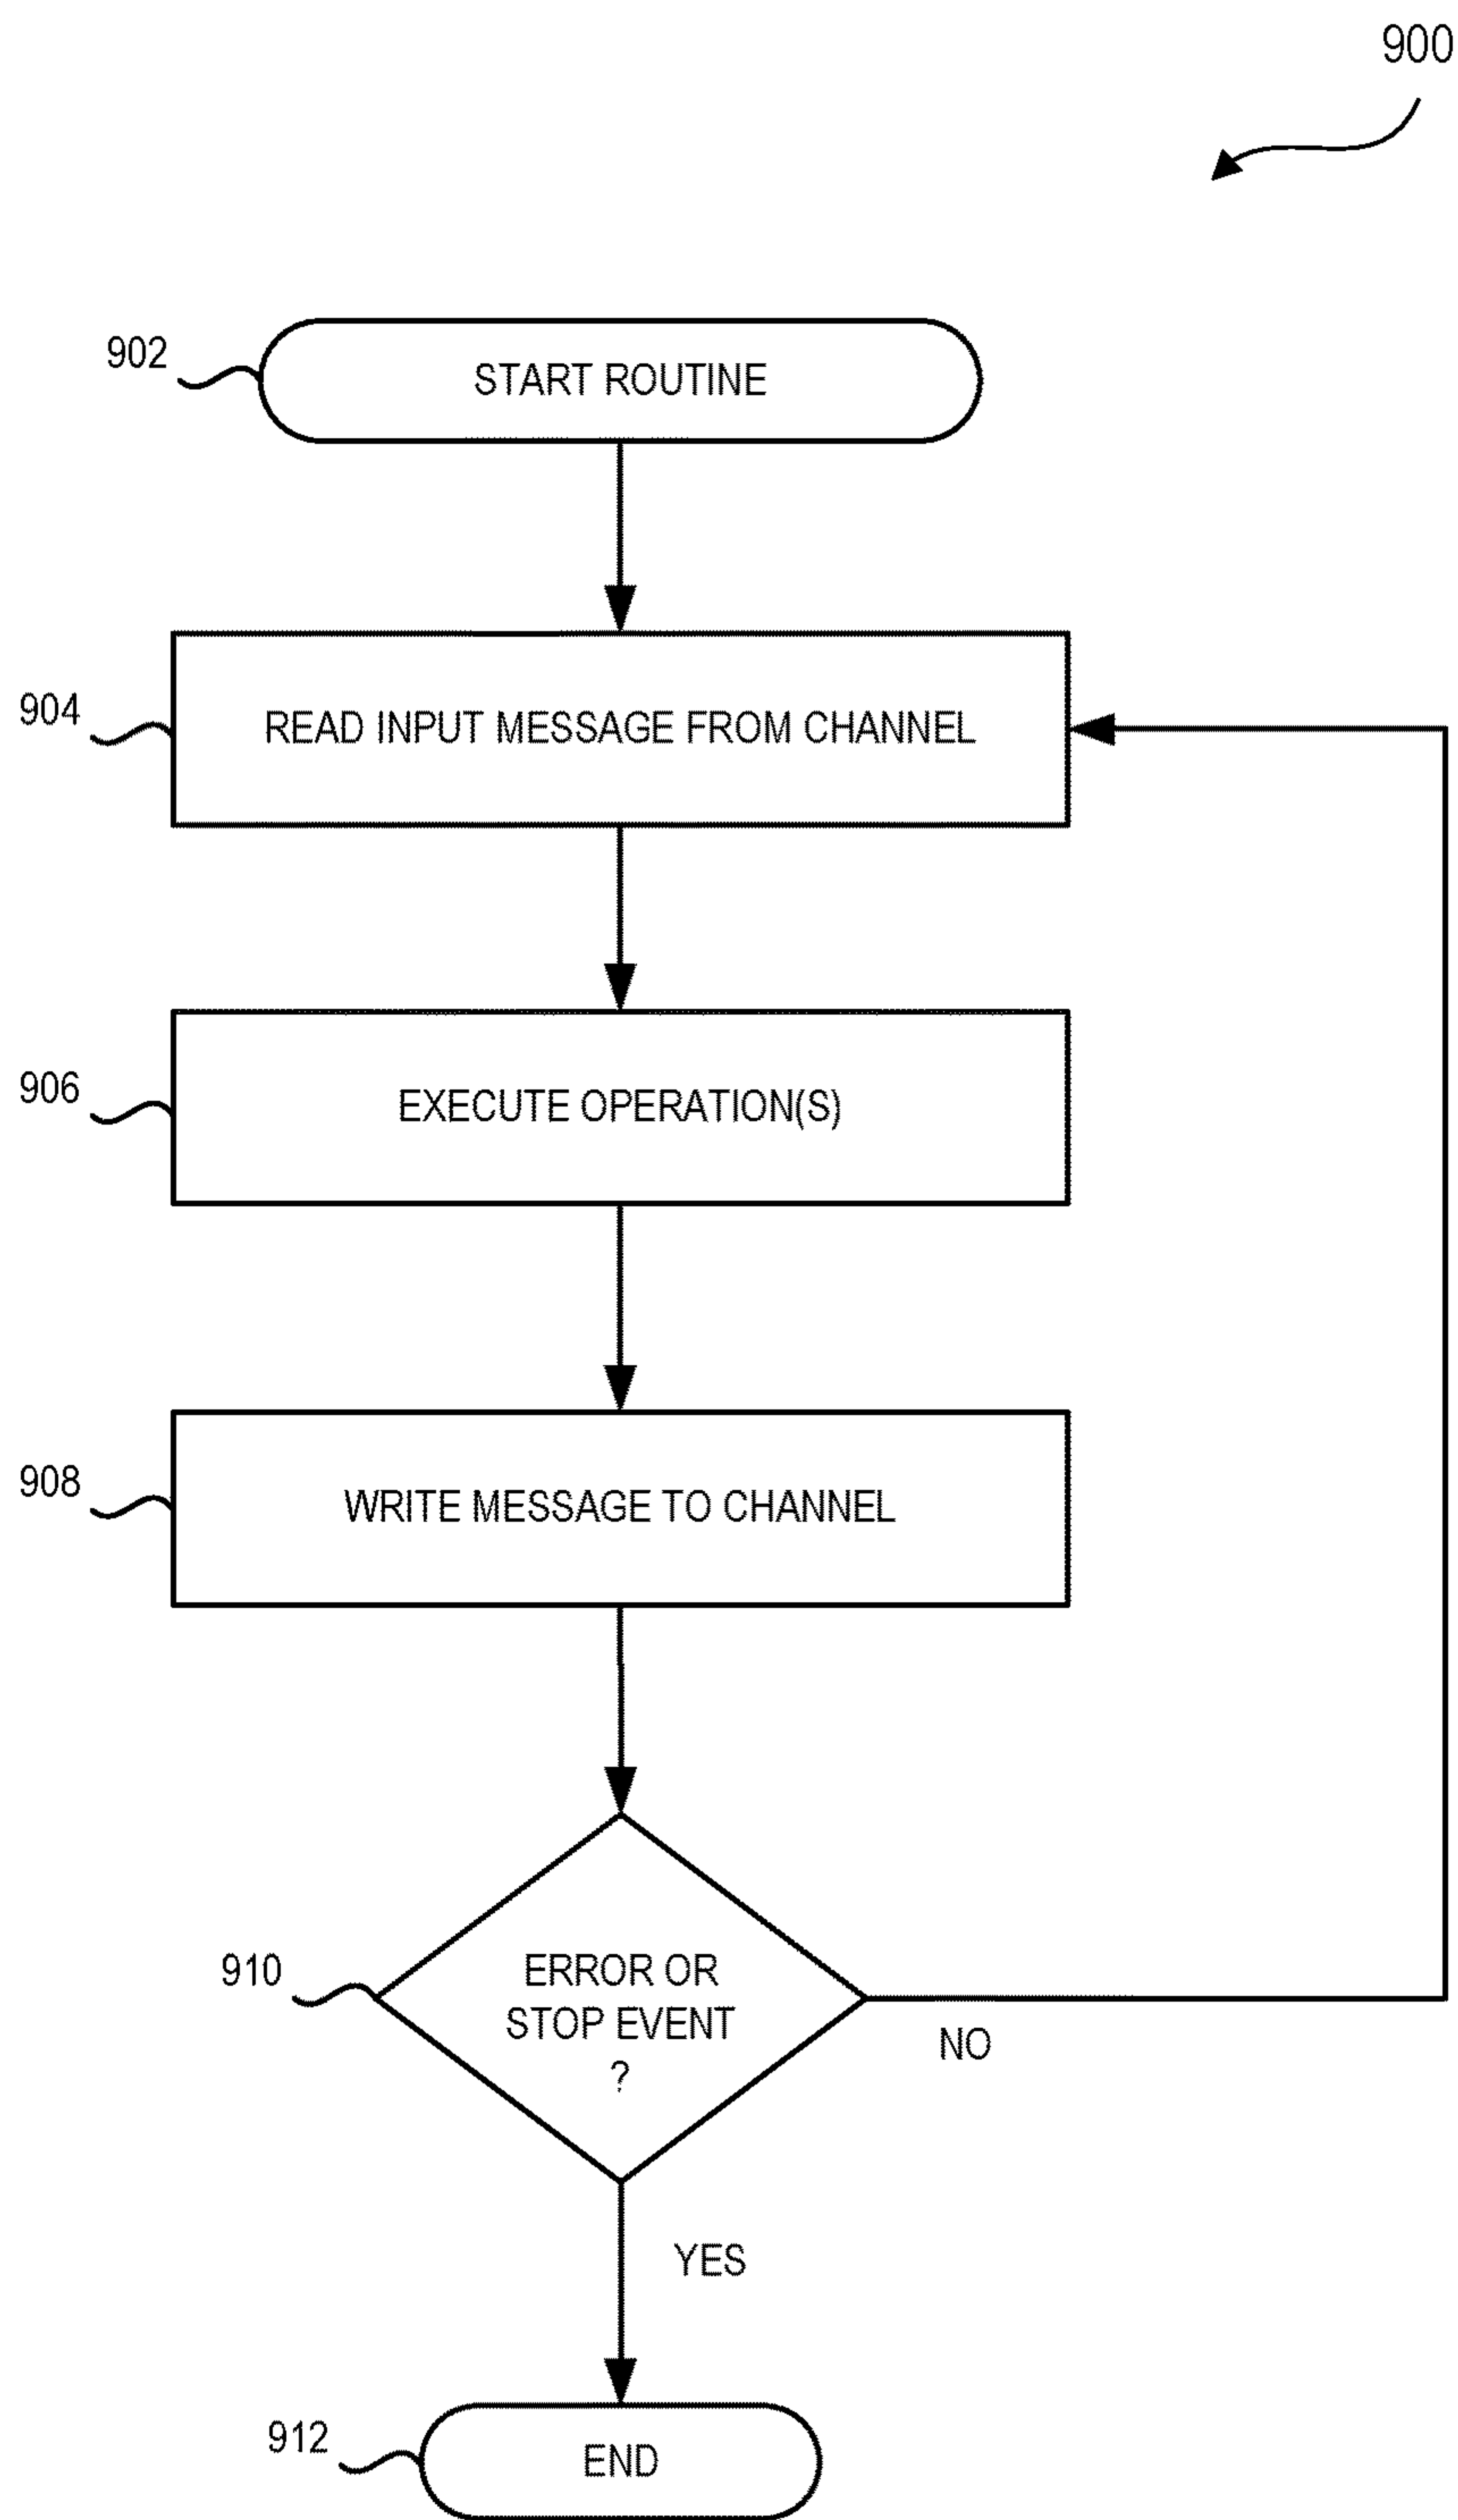 900
902
START ROUTINE
904
READ INPUT MESSAGE FROM CHANNEL
906
EXECUTE OPERATION(S)
908
WRITE MESSAGE TO CHANNEL
910
ERROR OR
STOP EVENT
?
NO
YES
912
END